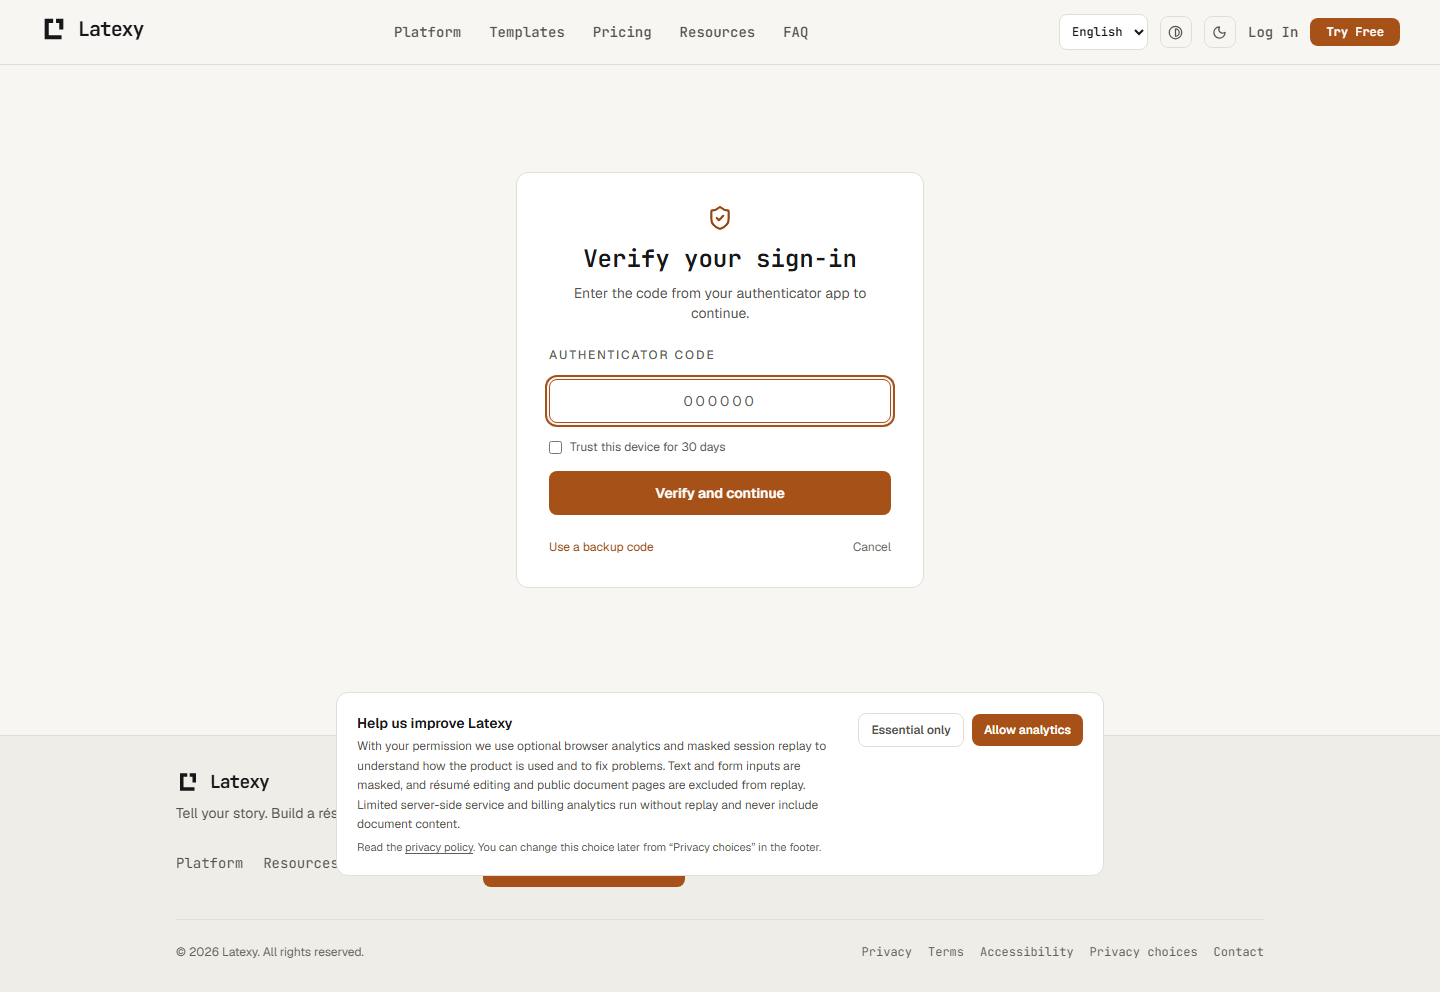 Latexy
Platform Templates Pricing Resources FAQ
English Log In Try Free
Verify your sign-in
Enter the code from your authenticator app to
continue.
AUTHENTICATOR CODE
000000
Trust this device for 30 days
Verify and continue
Use a backup code Cancel
Help us improve Latexy
With your permission we use optional browser analytics and masked session replay to
understand how the product is used and to fix problems. Text and form inputs are
masked, and résumé editing and public document pages are excluded from replay.
Limited server-side service and billing analytics run without replay and never include
document content.
Read the privacy policy. You can change this choice later from “Privacy choices” in the footer.
Essential only Allow analytics
Latexy
Tell your story. Build a rés
Platform Resources
© 2026 Latexy. All rights reserved.
Privacy Terms Accessibility Privacy choices Contact